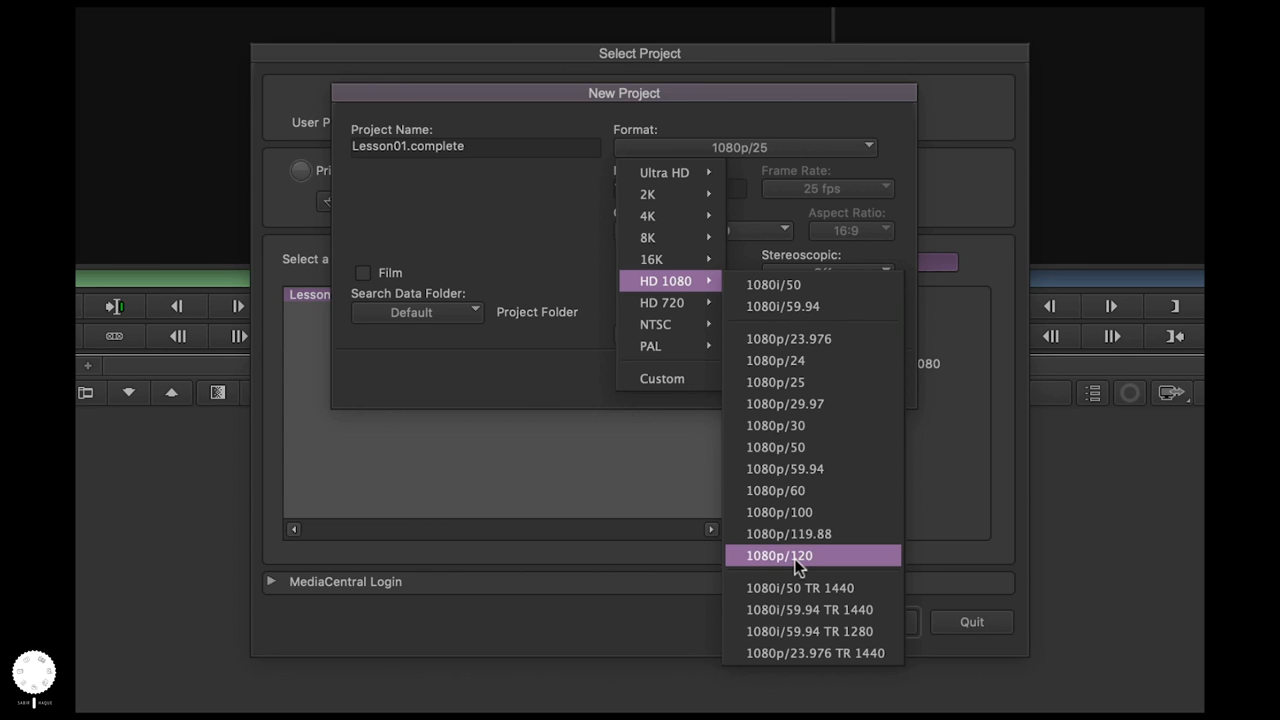 Select Project
New Project
User P
Project Name:
Lesson01.complete
Format:
1080p/25
Pri
Frame Rate:
25 fps
Aspect Ratio:
16:9
Stereoscopic:
Ultra HD
2K
4K
8K
16K
HD 1080
HD 720
NTSC
PAL
Custom
Select a
Film
Search Data Folder:
Default
Project Folder
Lesson
080
1080i/50
1080i/59.94
1080p/23.976
1080p/24
1080p/25
1080p/29.97
1080p/30
1080p/50
1080p/59.94
1080p/60
1080p/100
1080p/119.88
1080p/120
1080i/50 TR 1440
1080i/59.94 TR 1440
1080i/59.94 TR 1280
1080p/23.976 TR 1440
MediaCentral Login
Quit
SABIR HAQUE